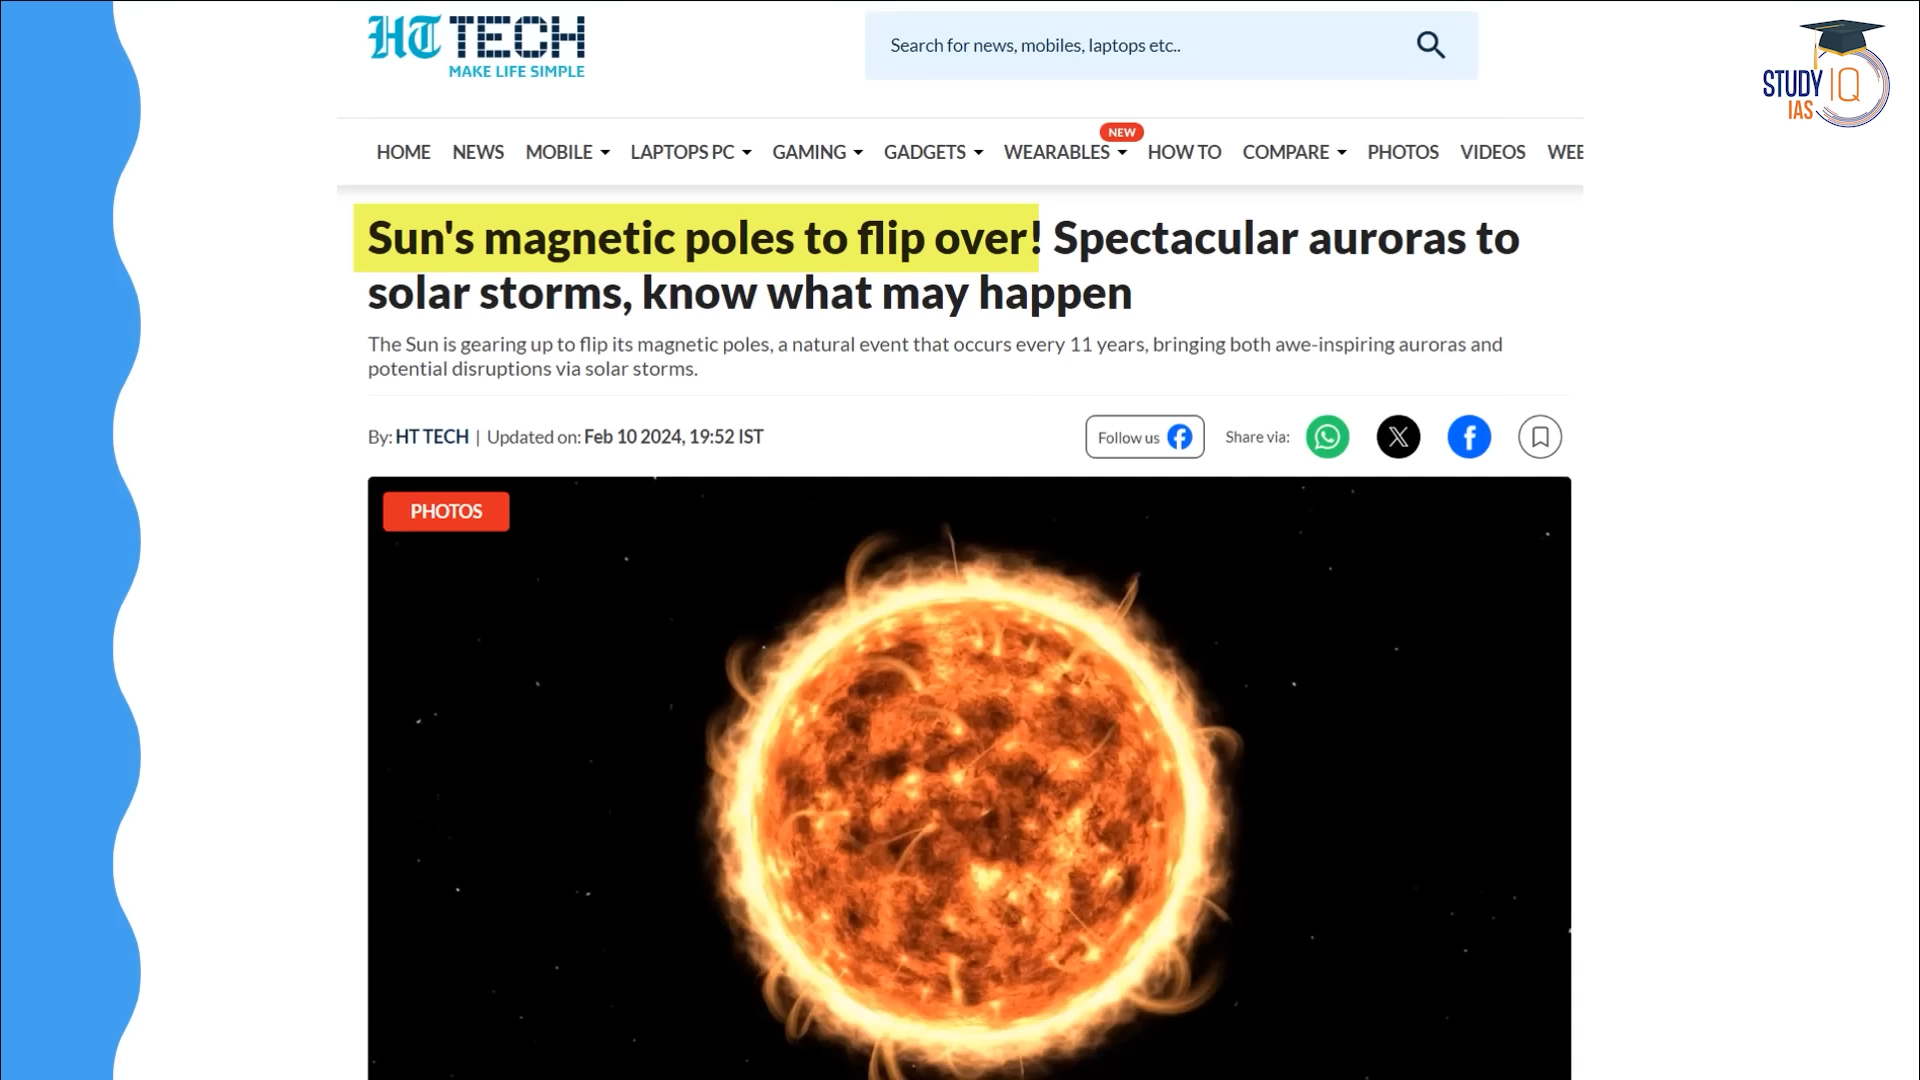 HT TECH
MAKE LIFE SIMPLE
Search for news, mobiles, laptops etc..
STUDY IQ
IAS
NEW
HOME NEWS MOBILE LAPTOPS PC GAMING GADGETS WEARABLES HOW TO COMPARE PHOTOS VIDEOS WEE
Sun's magnetic poles to flip over! Spectacular auroras to
solar storms, know what may happen
The Sun is gearing up to flip its magnetic poles, a natural event that occurs every 11 years, bringing both awe-inspiring auroras and
potential disruptions via solar storms.
By: HT TECH | Updated on: Feb 10 2024, 19:52 IST
Follow us
Share via:
PHOTOS